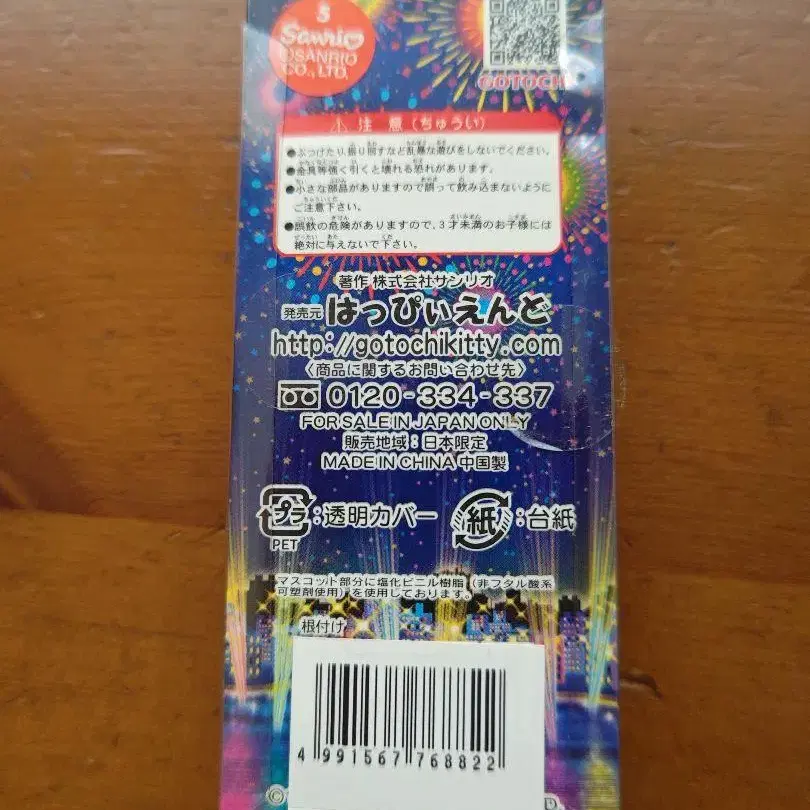 5
Sanrio
©SANRIO
CO., LTD.
GOTOCHI
⚠ 注 意 (ちゅうい)
●ぶつけたり、振り回すなど乱暴な遊びをしないでください。
●金具等強く引くと壊れる恐れがあります。
●小さな部品がありますので誤って飲み込まないように
ご注意下さい。
●誤飲の危険がありますので、3才未満のお子様には
絶対に与えないで下さい。
著作 株式会社サンリオ
発売元 はっぴぃえんど
http://gotochikitty.com
〈商品に関するお問い合わせ先〉
0120-334-337
FOR SALE IN JAPAN ONLY
販売地域：日本限定
MADE IN CHINA 中国製
プラ：透明カバー 紙：台紙
PET
マスコット部分に塩化ビニル樹脂（非フタル酸系
可塑剤使用）を使用しております。
根付け
4 991567 768822